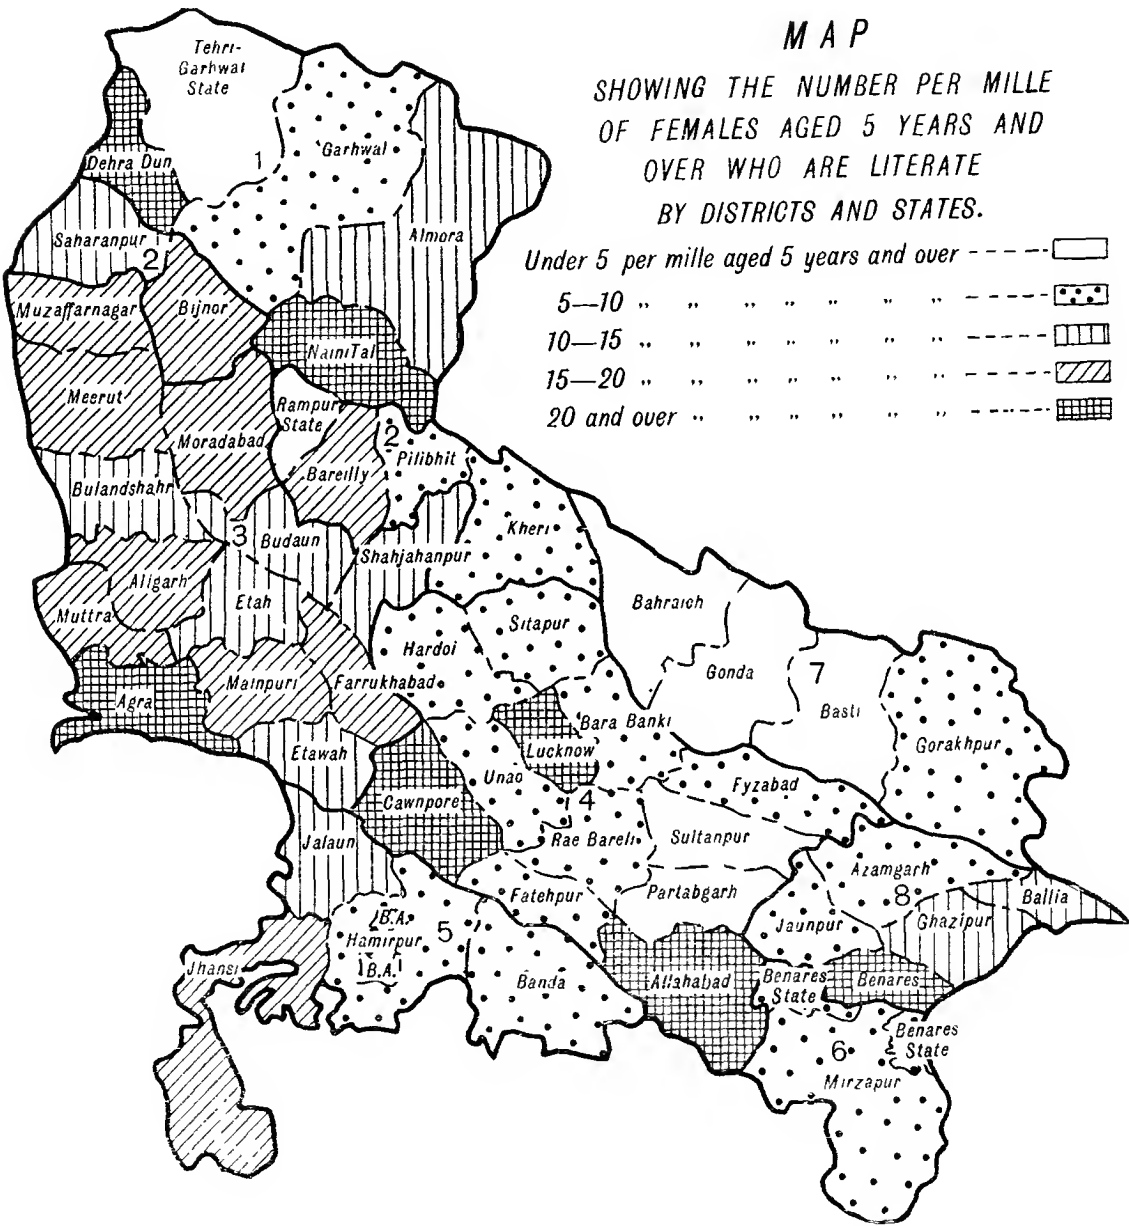 MAP
SHOWING THE NUMBER PER MILLE
OF FEMALES AGED 5 YEARS AND
OVER WHO ARE LITERATE
BY DISTRICTS AND STATES.
Under 5 per mille aged 5 years and over
5—10 „ „ „ „ „ „ „
10—15 „ „ „ „ „ „ „
15—20 „ „ „ „ „ „ „
20 and over „ „ „ „ „ „
Tehri-
Garhwal
State
1
Garhwal
Dehra Dun
Almora
Saharanpur
2
Muzaffarnagar
Bijnor
Naini Tal
Meerut
Rampur
State
Moradabad
2
Pilibhit
Bareilly
Bulandshahr
3
Budaun
Kheri
Shahjahanpur
Aligarh
Etah
Muttra
Bahraich
Sitapur
Hardoi
Gonda
7
Mainpuri
Farrukhabad
Agra
Basti
Bara Banki
Gorakhpur
Lucknow
Etawah
Unao
Fyzabad
Cawnpore
4
Jalaun
Rae Bareli
Sultanpur
Azamgarh
Fatehpur
Partabgarh
8
Ballia
B.A.
Hamirpur
5
Jaunpur
Ghazipur
Jhansi
B.A.
Banda
Allahabad
Benares
State
Benares
Benares
State
6
Mirzapur